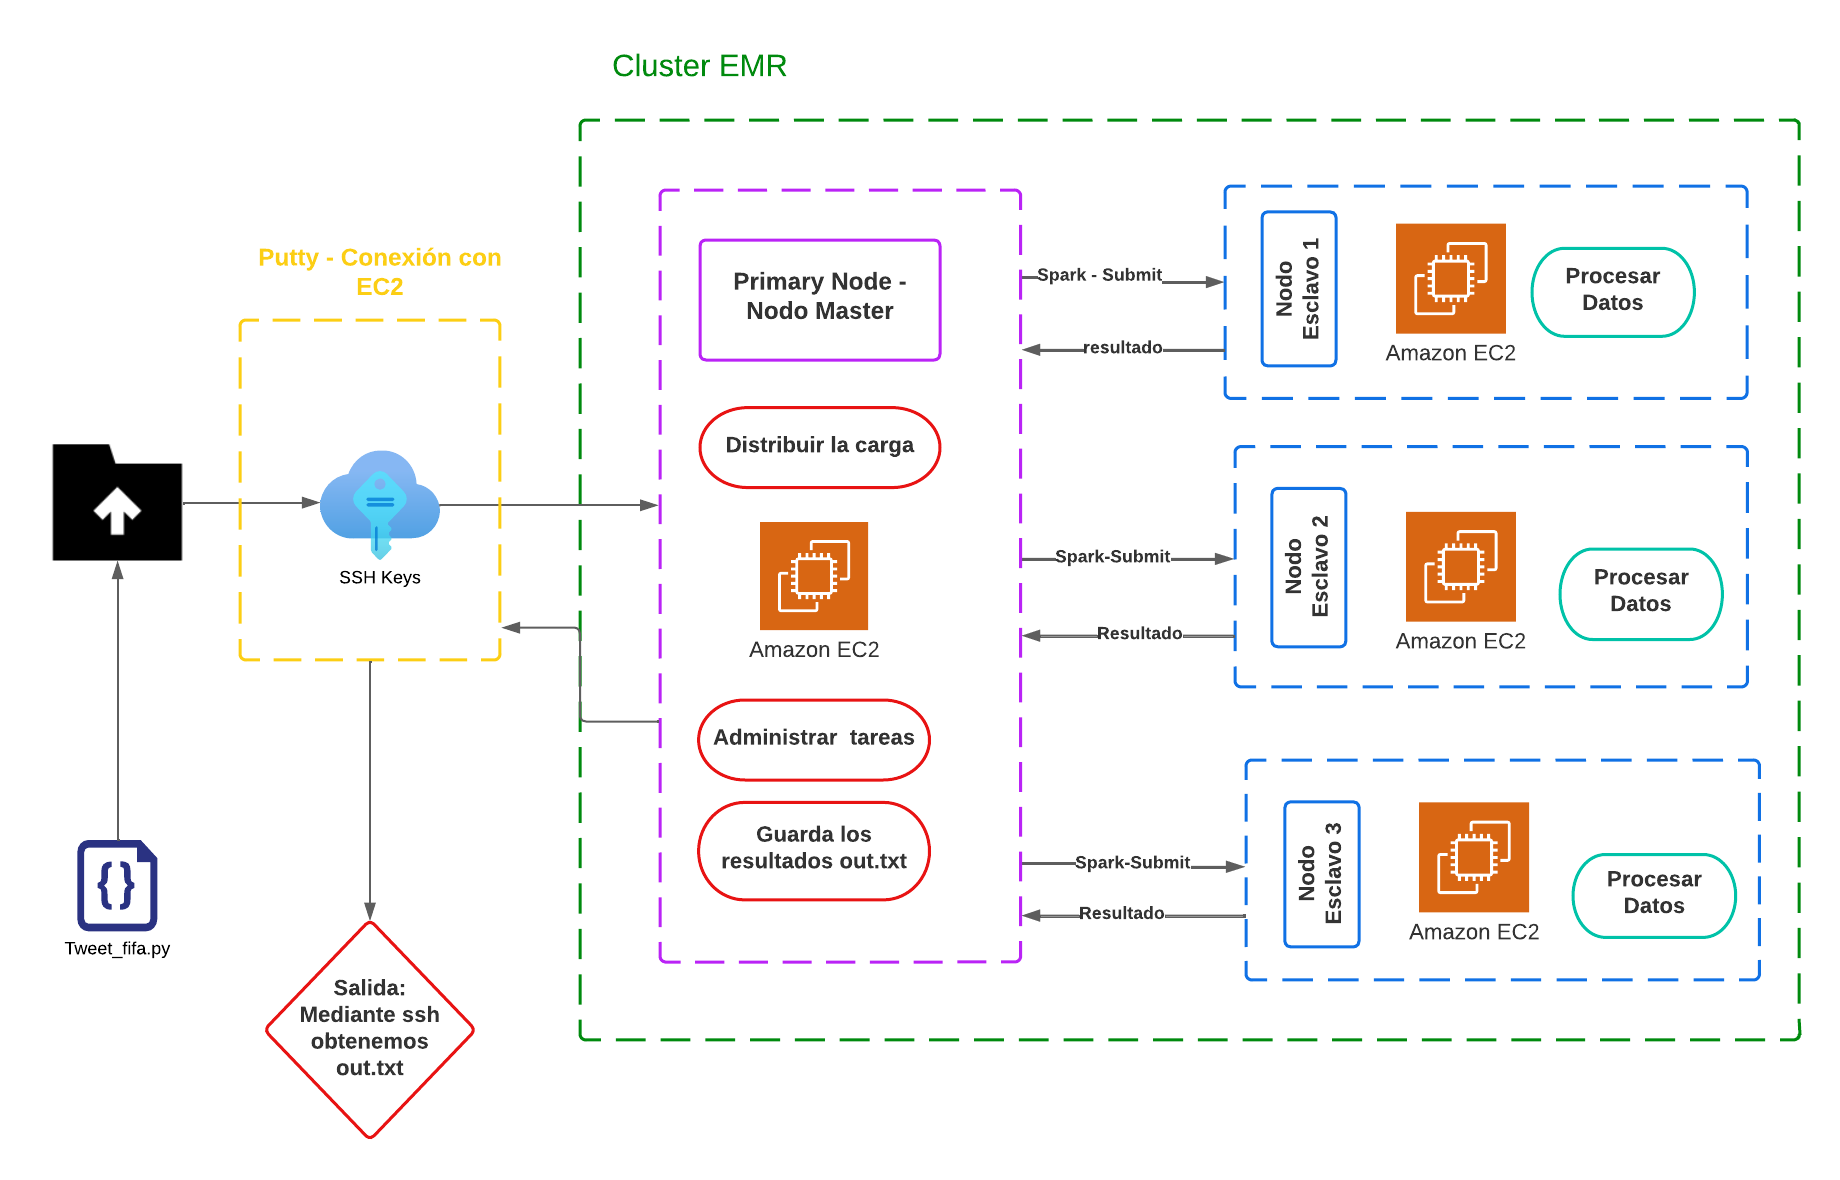 Cluster EMR
Putty - Conexión con
EC2
SSH Keys
Tweet_fifa.py
Salida:
Mediante ssh
obtenemos
out.txt
Primary Node -
Nodo Master
Distribuir la carga
Amazon EC2
Administrar  tareas
Guarda los
resultados out.txt
Spark - Submit
resultado
Nodo
Esclavo 1
Amazon EC2
Procesar
Datos
Spark-Submit
Resultado
Nodo
Esclavo 2
Amazon EC2
Procesar
Datos
Spark-Submit
Resultado
Nodo
Esclavo 3
Amazon EC2
Procesar
Datos